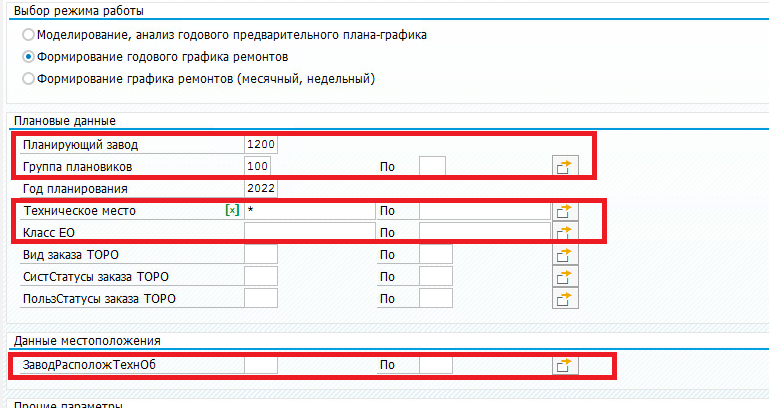 Выбор режима работы
Моделирование, анализ годового предварительного плана-графика
Формирование годового графика ремонтов
Формирование графика ремонтов (месячный, недельный)
Плановые данные
Планирующий завод 1200
Группа плановиков 100 По
Год планирования 2022
Техническое место [x] * По
Класс ЕО По
Вид заказа ТОРО По
СистСтатусы заказа ТОРО По
ПользСтатусы заказа ТОРО По
Данные местоположения
ЗаводРасположТехнОб По
Прочие параметры